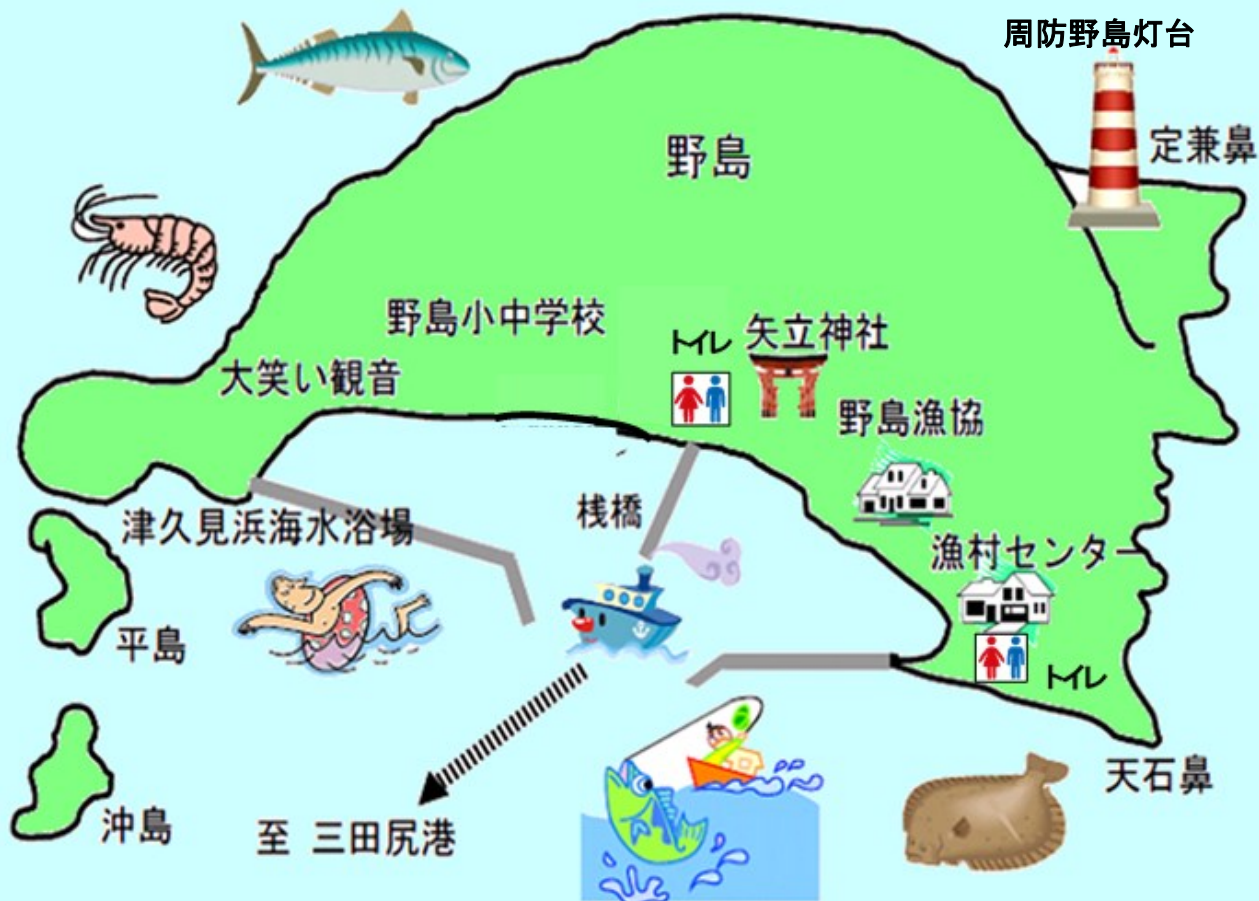 周防野島灯台
定兼鼻
野島
野島小中学校
トイレ
矢立神社
大笑い観音
野島漁協
桟橋
津久見浜海水浴場
漁村センター
平島
トイレ
天石鼻
沖島
至 三田尻港